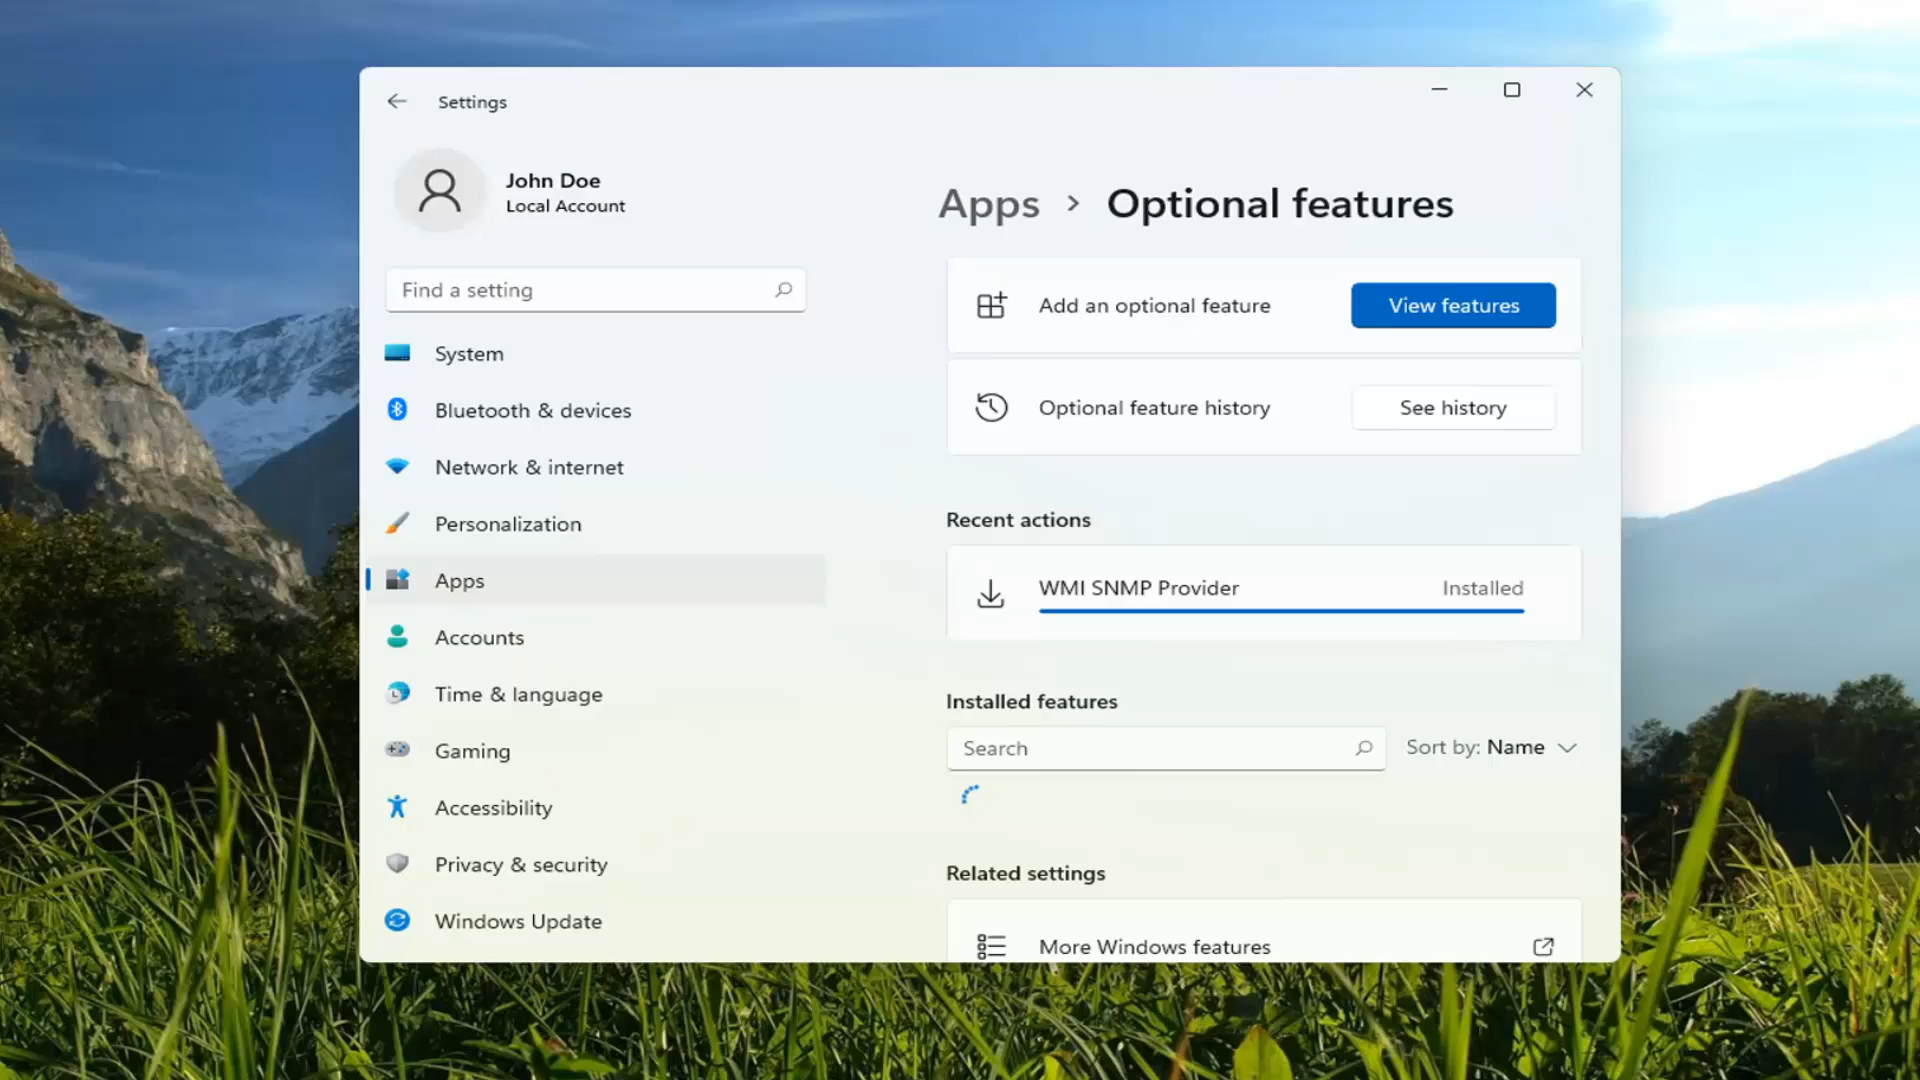 Settings
John Doe
Local Account
Find a setting
System
Bluetooth & devices
Network & internet
Personalization
Apps
Accounts
Time & language
Gaming
Accessibility
Privacy & security
Windows Update
Apps > Optional features
Add an optional feature View features
Optional feature history See history
Recent actions
WMI SNMP Provider Installed
Installed features
Search Sort by: Name
Related settings
More Windows features